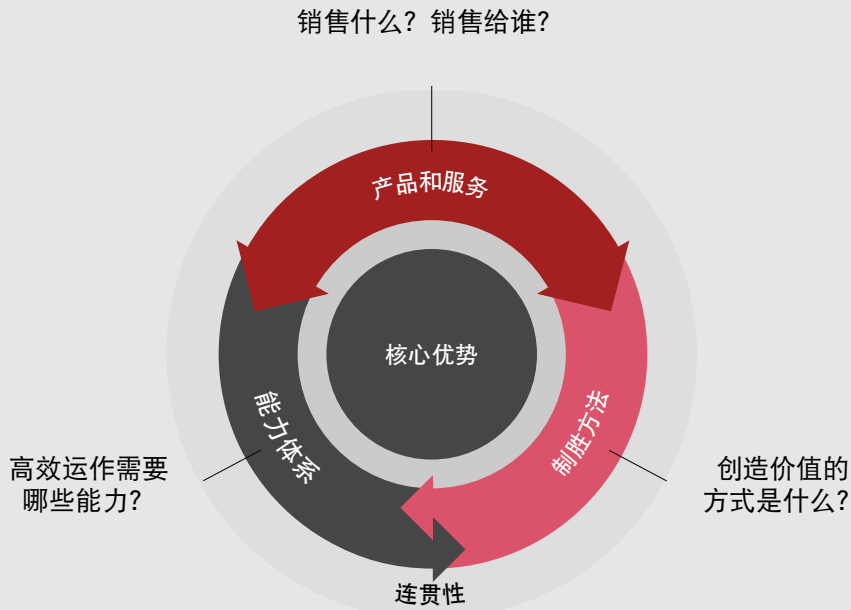 销售什么？销售给谁？
产品和服务
核心优势
能力体系
制胜方法
高效运作需要
哪些能力？
创造价值的
方式是什么？
连贯性